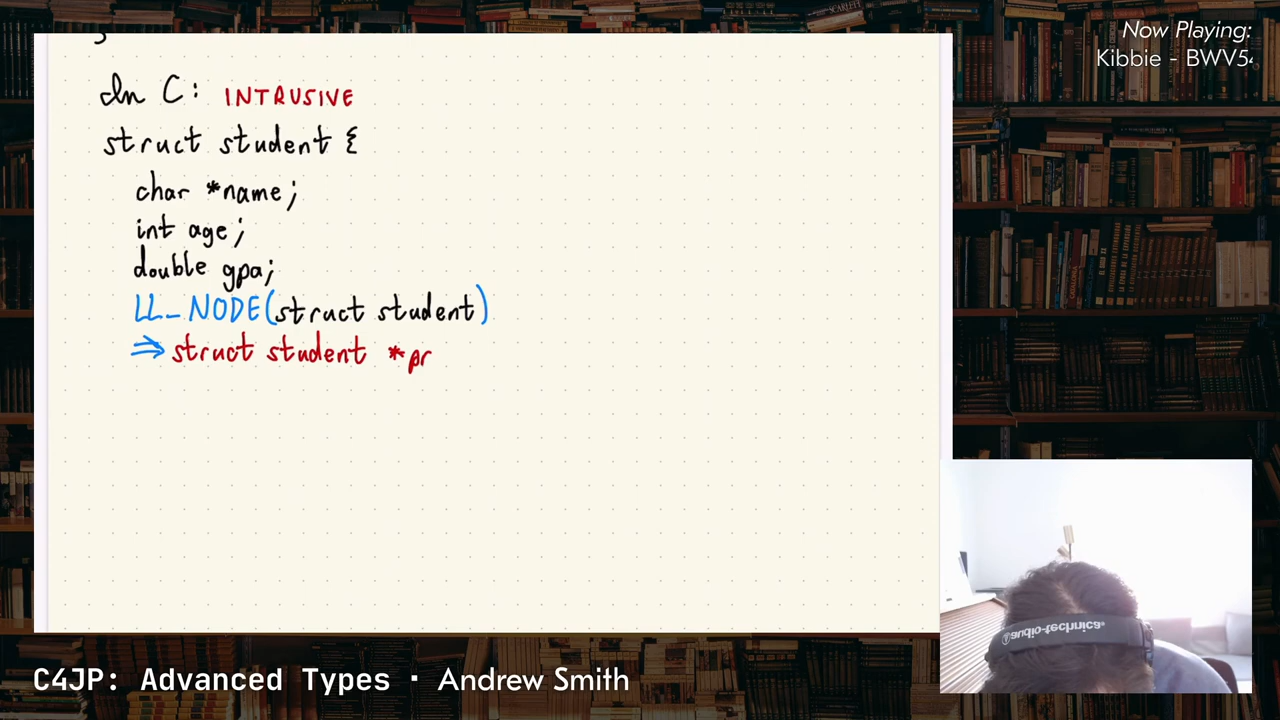 In C: INTRUSIVE
struct student {
char *name;
int age;
double gpa;
LL_NODE(struct student)
⇒ struct student *pr
Now Playing:
Kibbie - BWV54
audio-technica
C4JP: Advanced Types · Andrew Smith